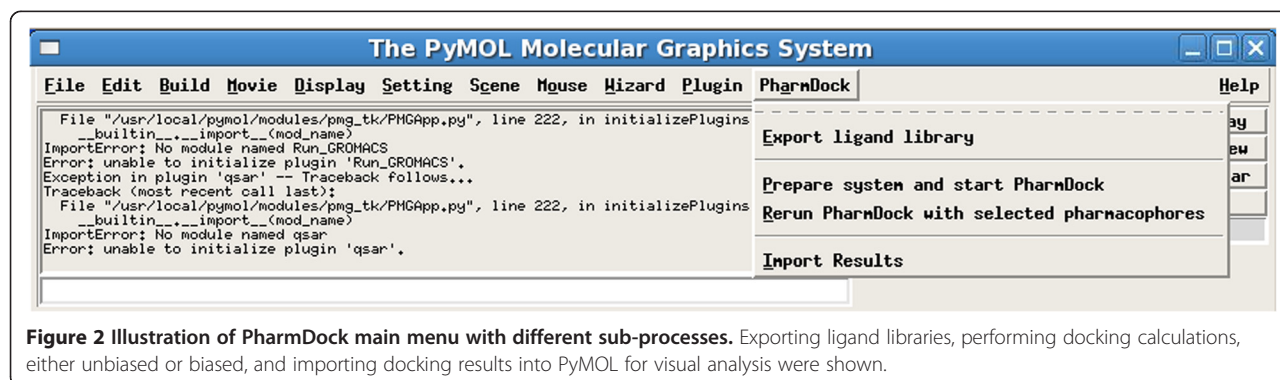 The PyMOL Molecular Graphics System
File Edit Build Movie Display Setting Scene Mouse Wizard Plugin PharmDock Help
File "/usr/local/pymol/modules/pmg_tk/PMGApp.py", line 222, in initializePlugins
__builtin__.__import__(mod_name)
ImportError: No module named Run_GROMACS
Error: unable to initialize plugin 'Run_GROMACS'.
Exception in plugin 'qsar' -- Traceback follows...
Traceback (most recent call last):
File "/usr/local/pymol/modules/pmg_tk/PMGApp.py", line 222, in initializePlugins
__builtin__.__import__(mod_name)
ImportError: No module named qsar
Error: unable to initialize plugin 'qsar'.
Export ligand library
Prepare system and start PharmDock
Rerun PharmDock with selected pharmacophores
Import Results
ay
ew
ar
Figure 2 Illustration of PharmDock main menu with different sub-processes. Exporting ligand libraries, performing docking calculations,
either unbiased or biased, and importing docking results into PyMOL for visual analysis were shown.